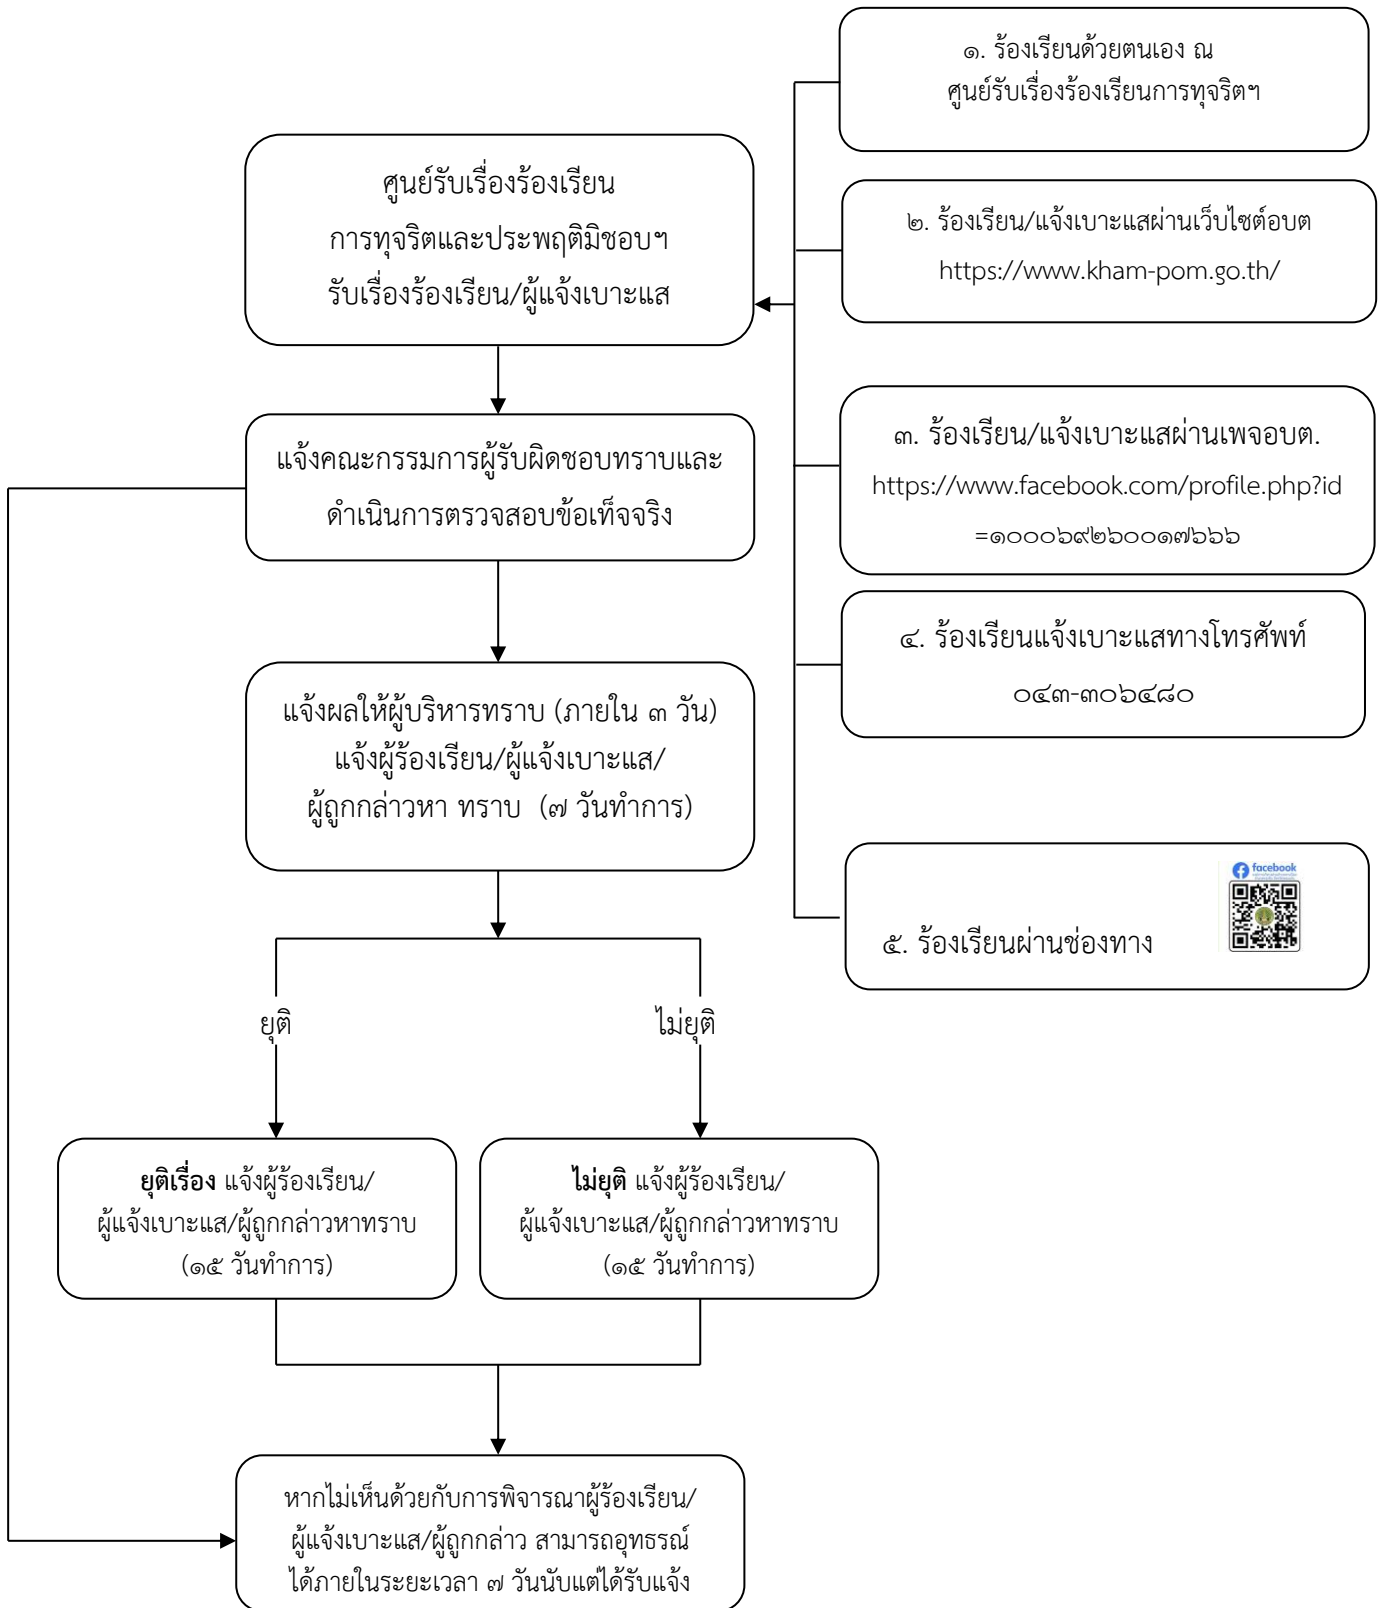 ๑. ร้องเรียนด้วยตนเอง ณ
ศูนย์รับเรื่องร้องเรียนการทุจริตฯ
ศูนย์รับเรื่องร้องเรียน
การทุจริตและประพฤติมิชอบฯ
รับเรื่องร้องเรียน/ผู้แจ้งเบาะแส
๒. ร้องเรียน/แจ้งเบาะแสผ่านเว็บไซต์อบต
https://www.kham-pom.go.th/
๓. ร้องเรียน/แจ้งเบาะแสผ่านเพจอบต.
https://www.facebook.com/profile.php?id
=๑๐๐๐๖๙๒๖๐๐๑๗๖๖๖
แจ้งคณะกรรมการผู้รับผิดชอบทราบและ
ดำเนินการตรวจสอบข้อเท็จจริง
๔. ร้องเรียนแจ้งเบาะแสทางโทรศัพท์
๐๔๓-๓๐๖๔๘๐
แจ้งผลให้ผู้บริหารทราบ (ภายใน ๓ วัน)
แจ้งผู้ร้องเรียน/ผู้แจ้งเบาะแส/
ผู้ถูกกล่าวหา ทราบ (๗ วันทำการ)
facebook
๕. ร้องเรียนผ่านช่องทาง
ยุติ
ไม่ยุติ
ยุติเรื่อง แจ้งผู้ร้องเรียน/
ผู้แจ้งเบาะแส/ผู้ถูกกล่าวหาทราบ
(๑๕ วันทำการ)
ไม่ยุติ แจ้งผู้ร้องเรียน/
ผู้แจ้งเบาะแส/ผู้ถูกกล่าวหาทราบ
(๑๕ วันทำการ)
หากไม่เห็นด้วยกับการพิจารณาผู้ร้องเรียน/
ผู้แจ้งเบาะแส/ผู้ถูกกล่าว สามารถอุทธรณ์
ได้ภายในระยะเวลา ๗ วันนับแต่ได้รับแจ้ง